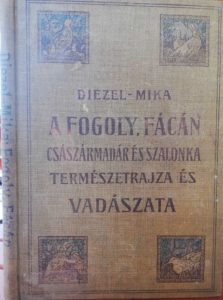 DIEZEL-MIKA
A FOGOLY, FÁCÁN
CSÁSZÁRMADÁR ÉS SZALONKA
TERMÉSZETRAJZA ÉS
VADÁSZATA